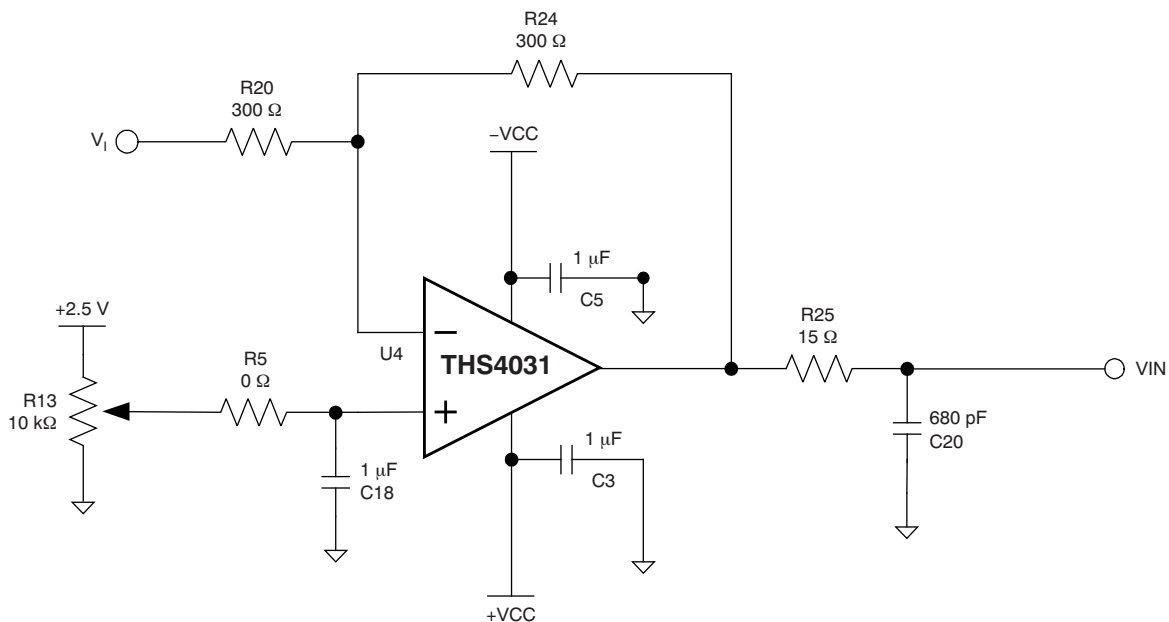 R24
300 Ω
R20
300 Ω
V_I
−VCC
1 μF
C5
+2.5 V
R25
15 Ω
U4
−
THS4031
VIN
R5
0 Ω
R13
10 kΩ
+
680 pF
C20
1 μF
C3
1 μF
C18
+VCC